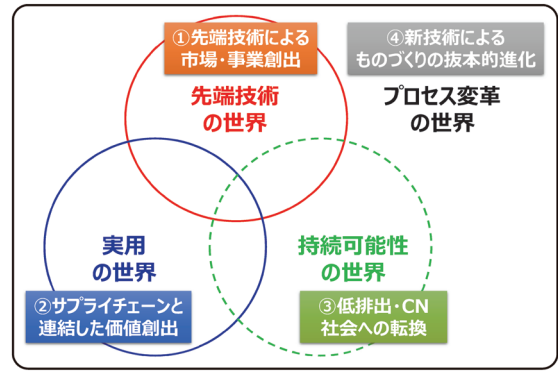 ①先端技術による
市場・事業創出
先端技術
の世界
④新技術による
ものづくりの抜本的進化
プロセス変革
の世界
実用
の世界
②サプライチェーンと
連結した価値創出
持続可能性
の世界
③低排出・CN
社会への転換